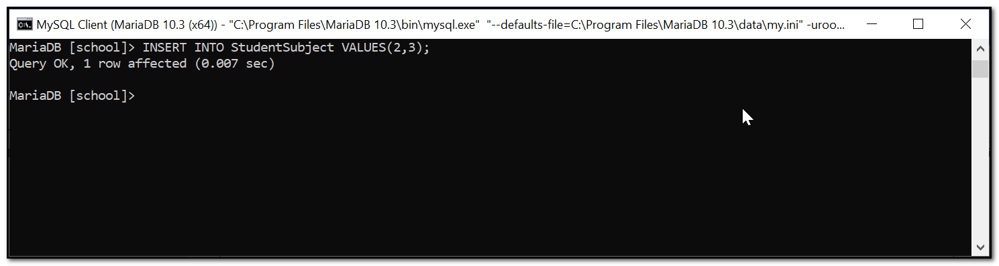 MySQL Client (MariaDB 10.3 (x64)) - "C:\Program Files\MariaDB 10.3\bin\mysql.exe"  "--defaults-file=C:\Program Files\MariaDB 10.3\data\my.ini" -uroo...
MariaDB [school]> INSERT INTO StudentSubject VALUES(2,3);
Query OK, 1 row affected (0.007 sec)
MariaDB [school]>